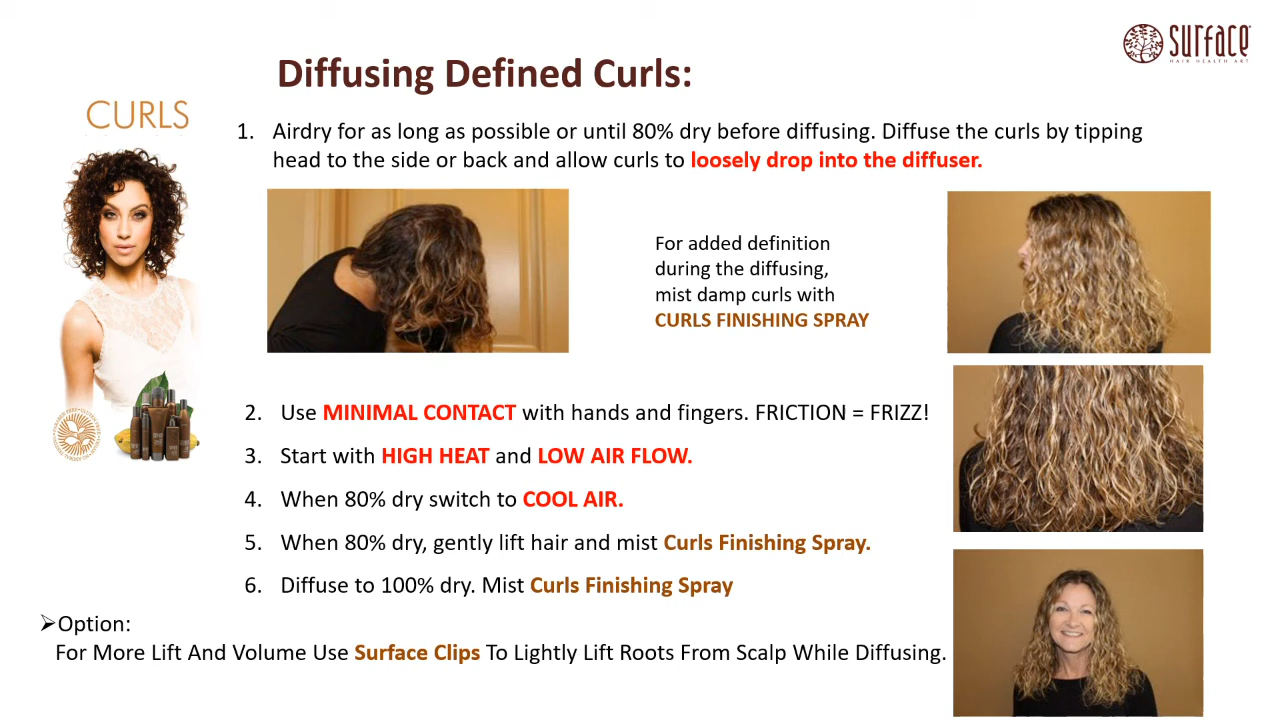 surface
HAIR HEALTH ART
Diffusing Defined Curls:
CURLS
1. Airdry for as long as possible or until 80% dry before diffusing. Diffuse the curls by tipping
head to the side or back and allow curls to loosely drop into the diffuser.
For added definition
during the diffusing,
mist damp curls with
CURLS FINISHING SPRAY
2. Use MINIMAL CONTACT with hands and fingers. FRICTION = FRIZZ!
3. Start with HIGH HEAT and LOW AIR FLOW.
4. When 80% dry switch to COOL AIR.
5. When 80% dry, gently lift hair and mist Curls Finishing Spray.
6. Diffuse to 100% dry. Mist Curls Finishing Spray
➢Option:
For More Lift And Volume Use Surface Clips To Lightly Lift Roots From Scalp While Diffusing.